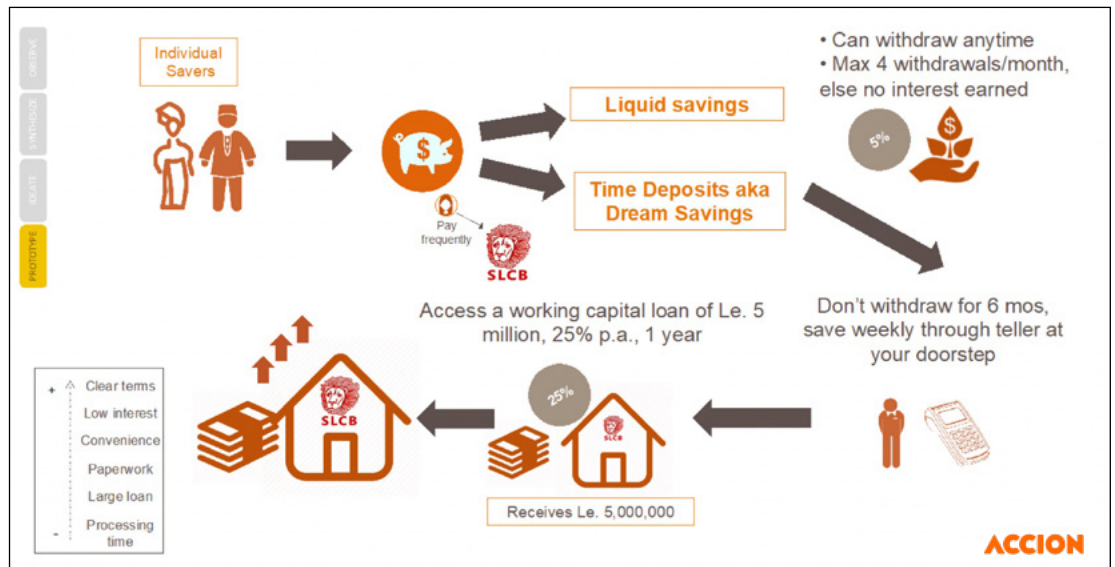 OBSERVE
SYNTHESIZE
IDEATE
PROTOTYPE
Individual
Savers
$
Pay
frequently
SLCB
Liquid savings
Time Deposits aka
Dream Savings
• Can withdraw anytime
• Max 4 withdrawals/month,
else no interest earned
5%
$
Don’t withdraw for 6 mos,
save weekly through teller at
your doorstep
Access a working capital loan of Le. 5
million, 25% p.a., 1 year
25%
SLCB
Receives Le. 5,000,000
SLCB
+
Clear terms
Low interest
Convenience
Paperwork
Large loan
Processing
time
-
ACCION